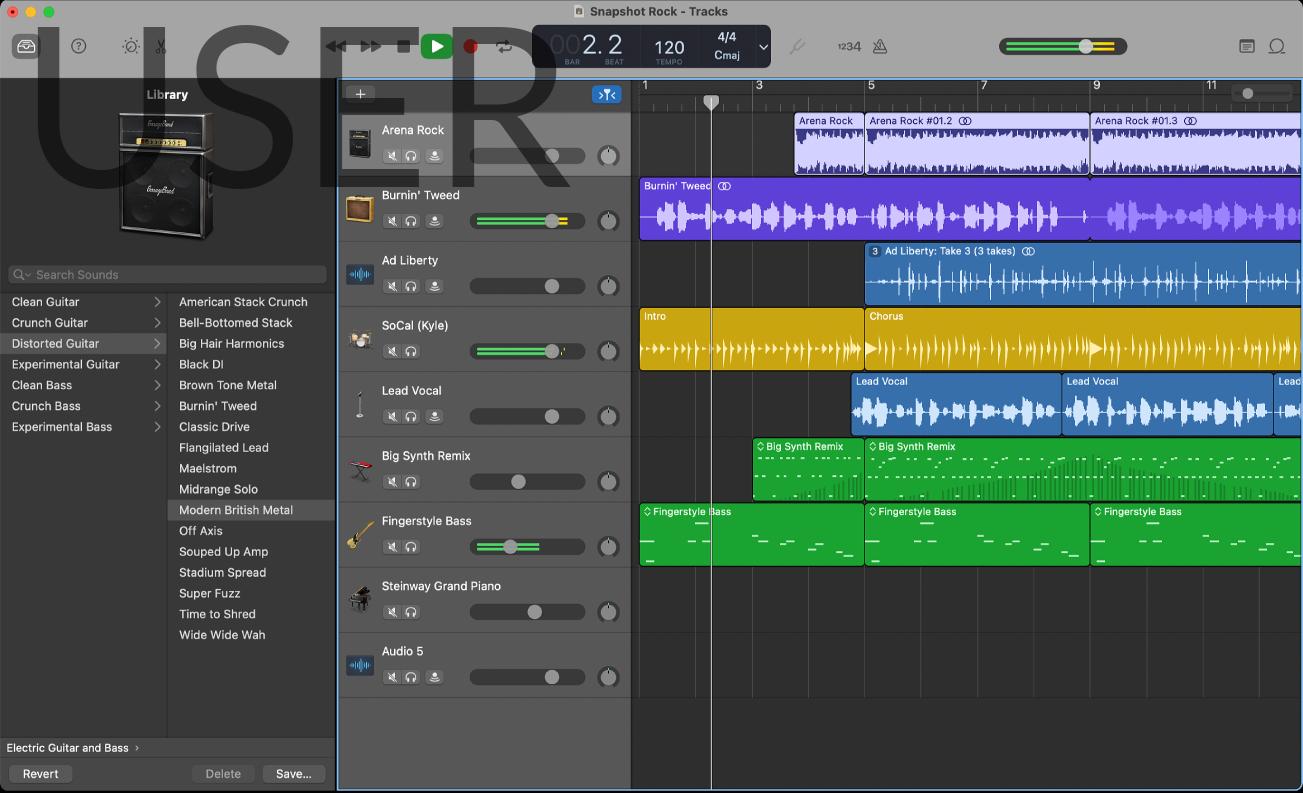 Snapshot Rock - Tracks
USER
002.2
BAR BEAT
120
TEMPO
4/4
Cmaj
1234
Library
GarageBand
GarageBand
Search Sounds
Clean Guitar
Crunch Guitar
Distorted Guitar
Experimental Guitar
Clean Bass
Crunch Bass
Experimental Bass
American Stack Crunch
Bell-Bottomed Stack
Big Hair Harmonics
Black DI
Brown Tone Metal
Burnin' Tweed
Classic Drive
Flangilated Lead
Maelstrom
Midrange Solo
Modern British Metal
Off Axis
Souped Up Amp
Stadium Spread
Super Fuzz
Time to Shred
Wide Wide Wah
Electric Guitar and Bass
Revert
Delete
Save...
1 3 5 7 9 11
Arena Rock
Arena Rock
Arena Rock #01.2
Arena Rock #01.3
Burnin' Tweed
Burnin' Tweed
Ad Liberty
3 Ad Liberty: Take 3 (3 takes)
SoCal (Kyle)
Intro
Chorus
Lead Vocal
Lead Vocal
Lead Vocal
Lead
Big Synth Remix
Big Synth Remix
Big Synth Remix
Fingerstyle Bass
Fingerstyle Bass
Fingerstyle Bass
Fingerstyle Bass
Steinway Grand Piano
Audio 5